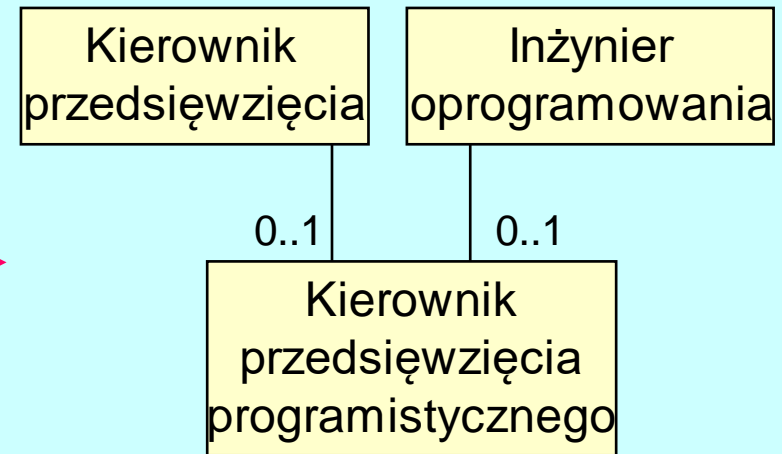 Kierownik
przedsięwzięcia
Inżynier
oprogramowania
0..1
0..1
Kierownik
przedsięwzięcia
programistycznego